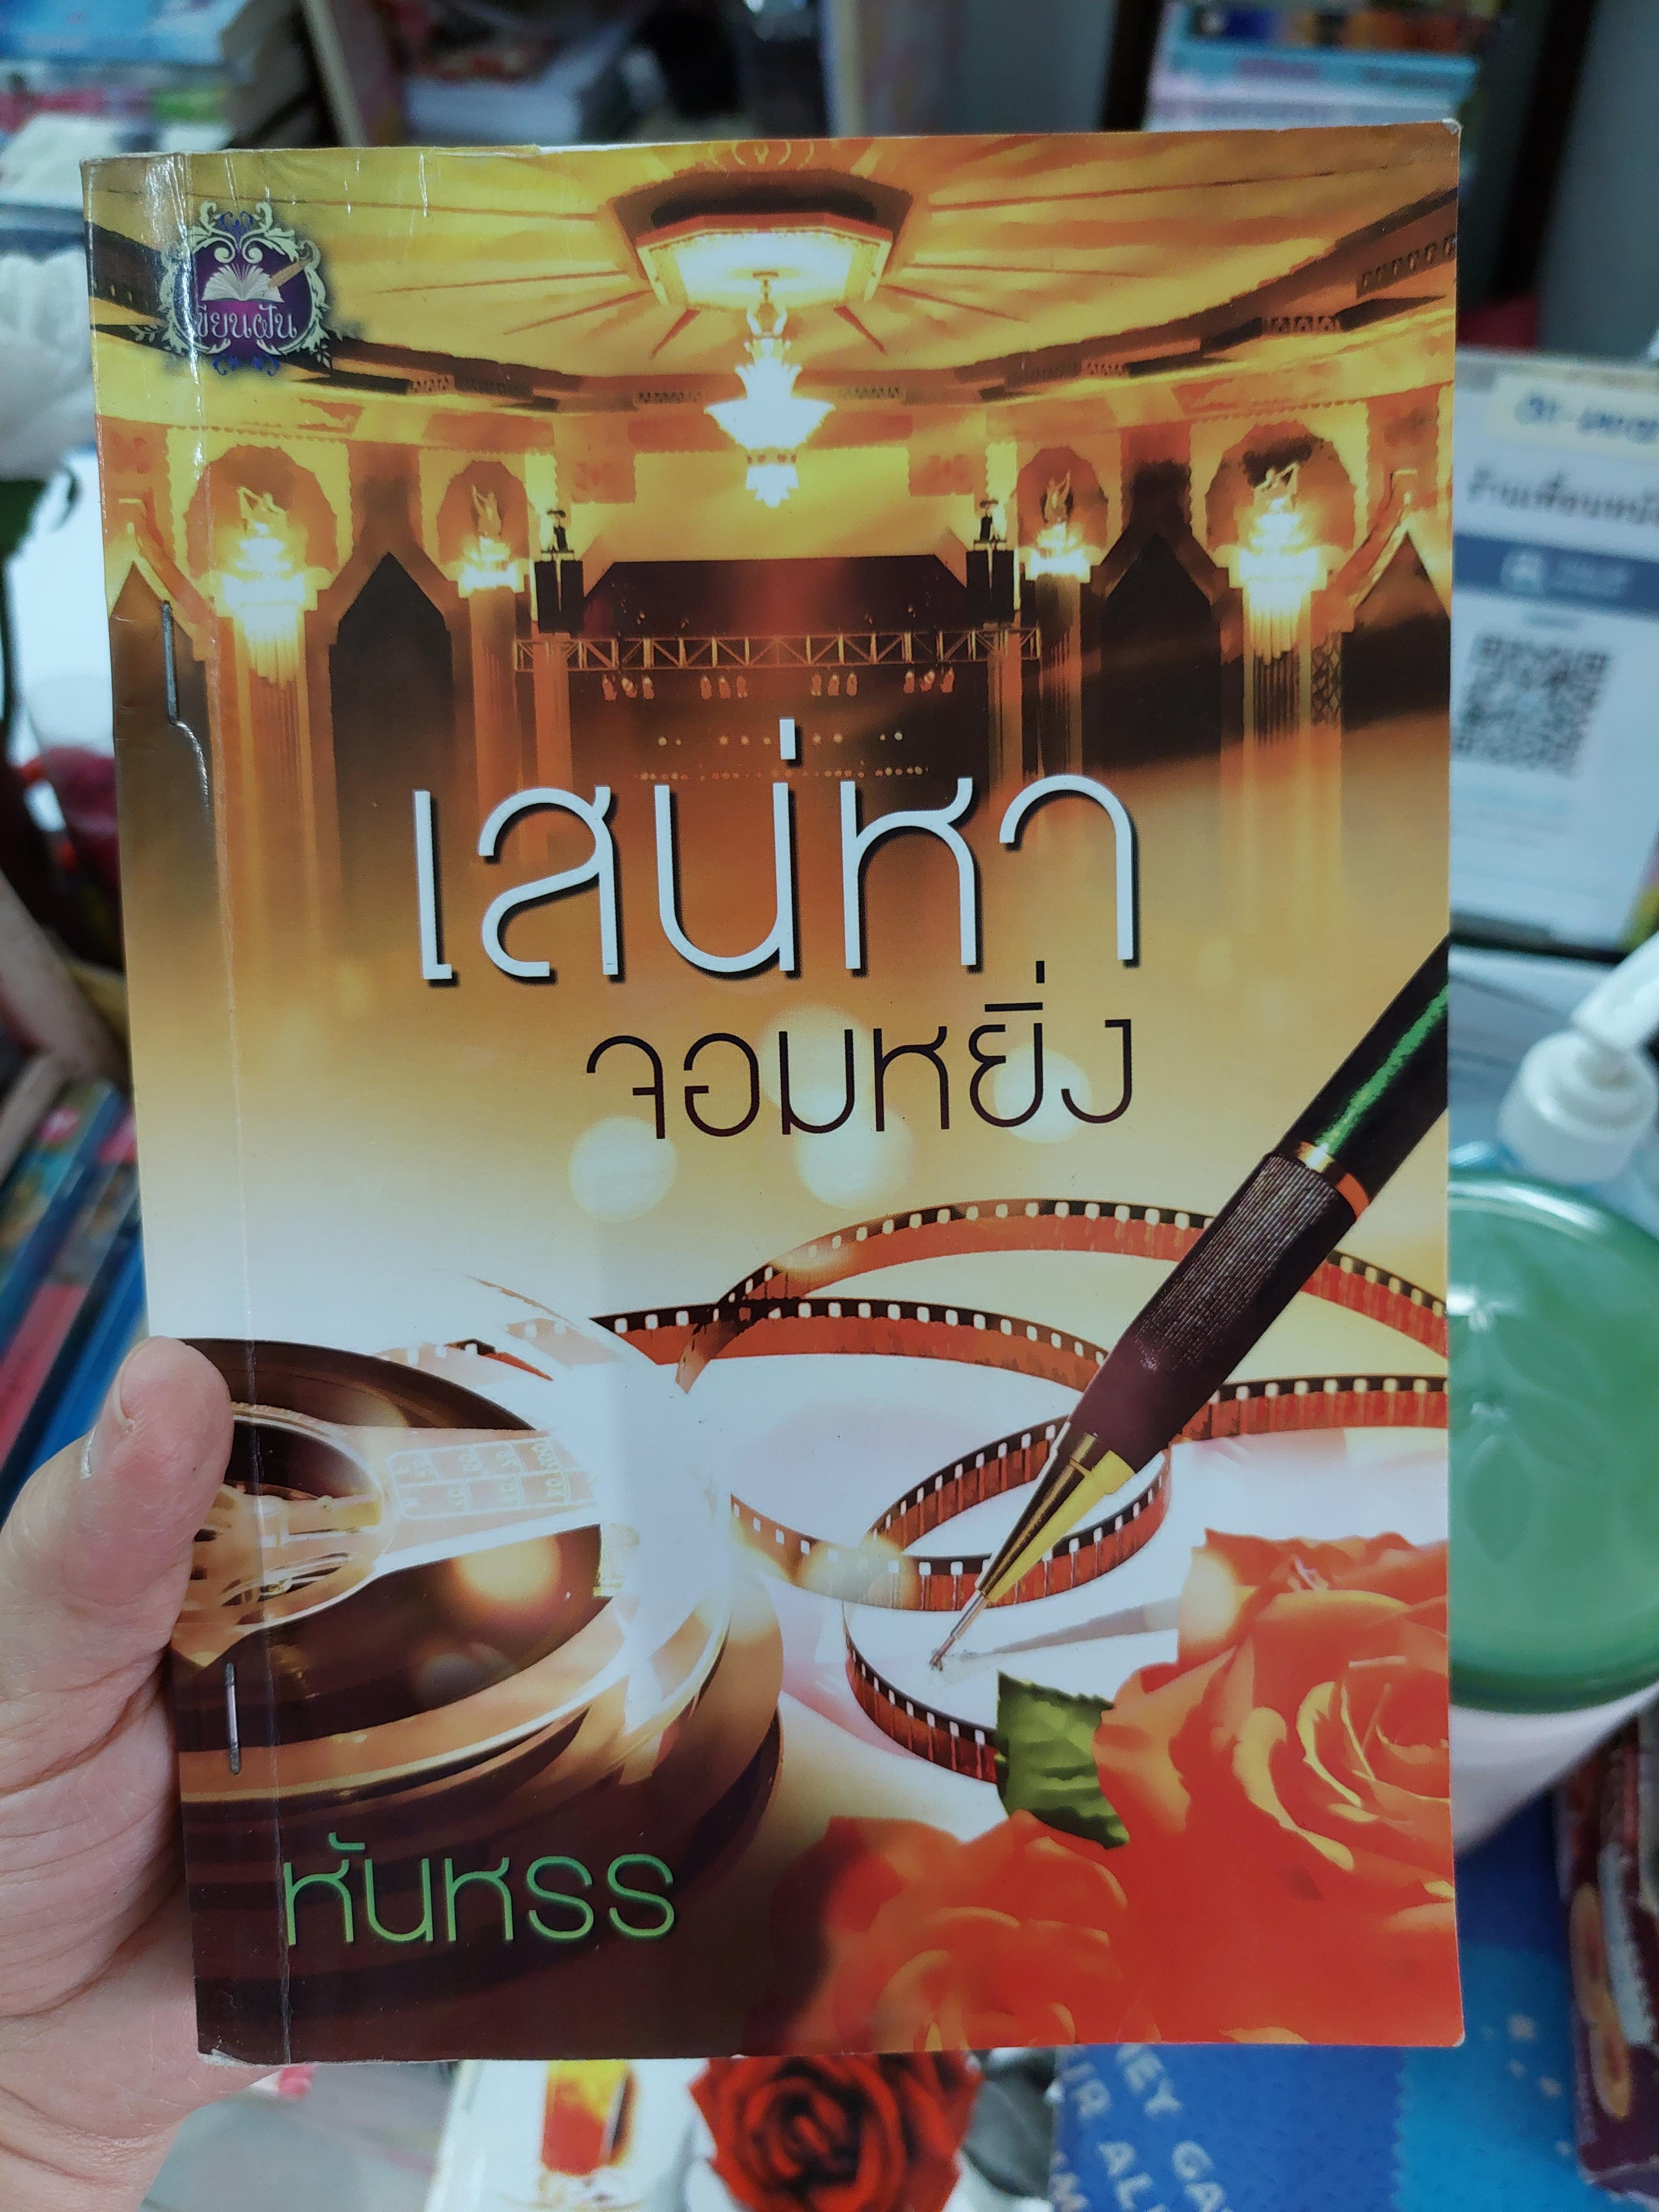 เขียนฝัน
เสน่หา
จอมหยิ่ง
หันหรร